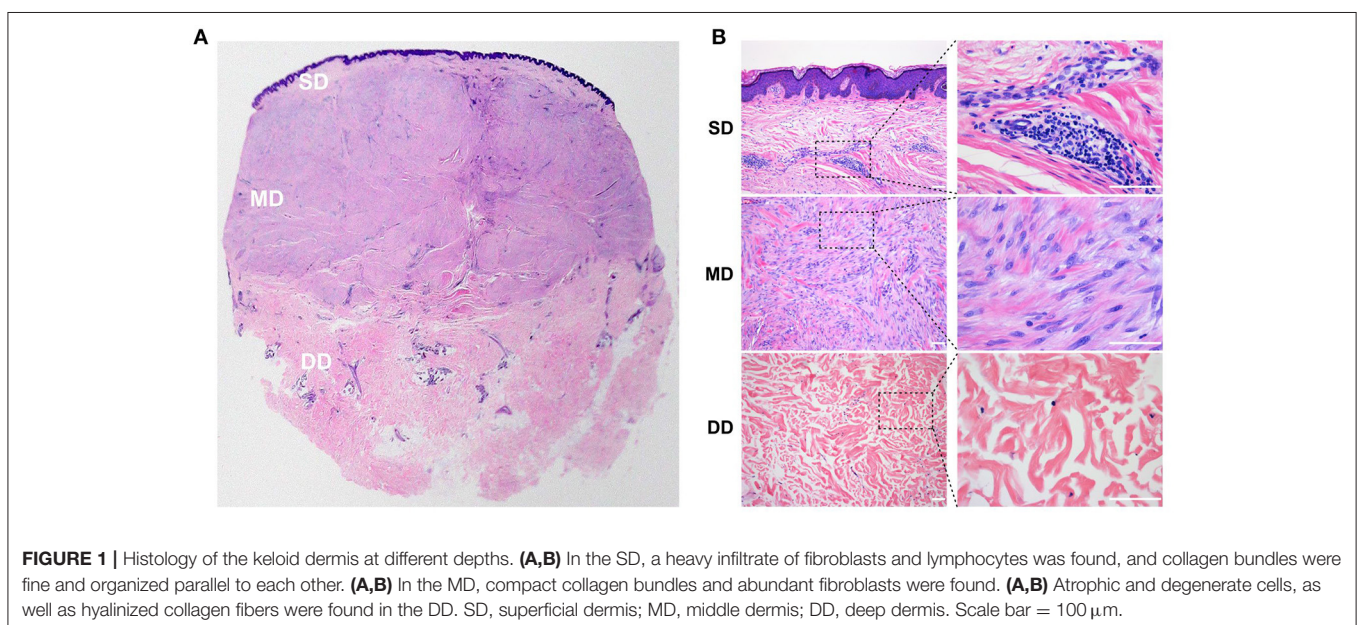 A
SD
MD
DD
B
SD
MD
DD
FIGURE 1 | Histology of the keloid dermis at different depths. (A,B) In the SD, a heavy infiltrate of fibroblasts and lymphocytes was found, and collagen bundles were
fine and organized parallel to each other. (A,B) In the MD, compact collagen bundles and abundant fibroblasts were found. (A,B) Atrophic and degenerate cells, as
well as hyalinized collagen fibers were found in the DD. SD, superficial dermis; MD, middle dermis; DD, deep dermis. Scale bar = 100 μm.